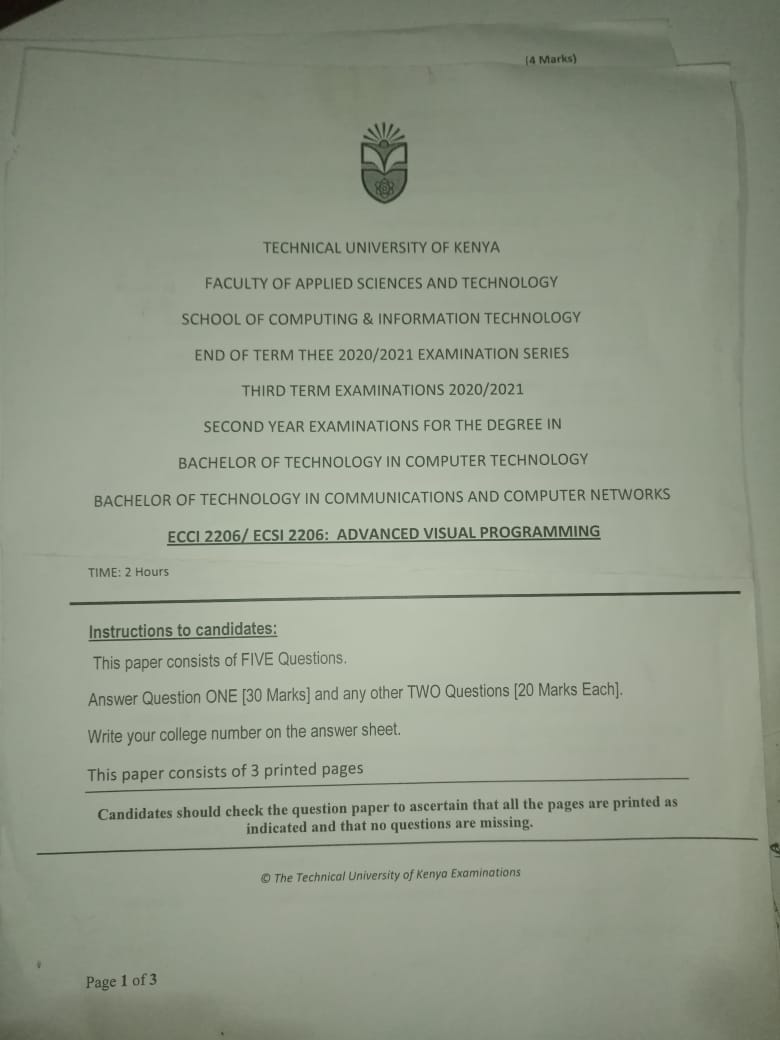 (4 Marks)
TECHNICAL UNIVERSITY OF KENYA
FACULTY OF APPLIED SCIENCES AND TECHNOLOGY
SCHOOL OF COMPUTING & INFORMATION TECHNOLOGY
END OF TERM THEE 2020/2021 EXAMINATION SERIES
THIRD TERM EXAMINATIONS 2020/2021
SECOND YEAR EXAMINATIONS FOR THE DEGREE IN
BACHELOR OF TECHNOLOGY IN COMPUTER TECHNOLOGY
BACHELOR OF TECHNOLOGY IN COMMUNICATIONS AND COMPUTER NETWORKS
ECCI 2206/ ECSI 2206: ADVANCED VISUAL PROGRAMMING
TIME: 2 Hours
Instructions to candidates:
This paper consists of FIVE Questions.
Answer Question ONE [30 Marks] and any other TWO Questions [20 Marks Each].
Write your college number on the answer sheet.
This paper consists of 3 printed pages
Candidates should check the question paper to ascertain that all the pages are printed as
indicated and that no questions are missing.
© The Technical University of Kenya Examinations
Page 1 of 3